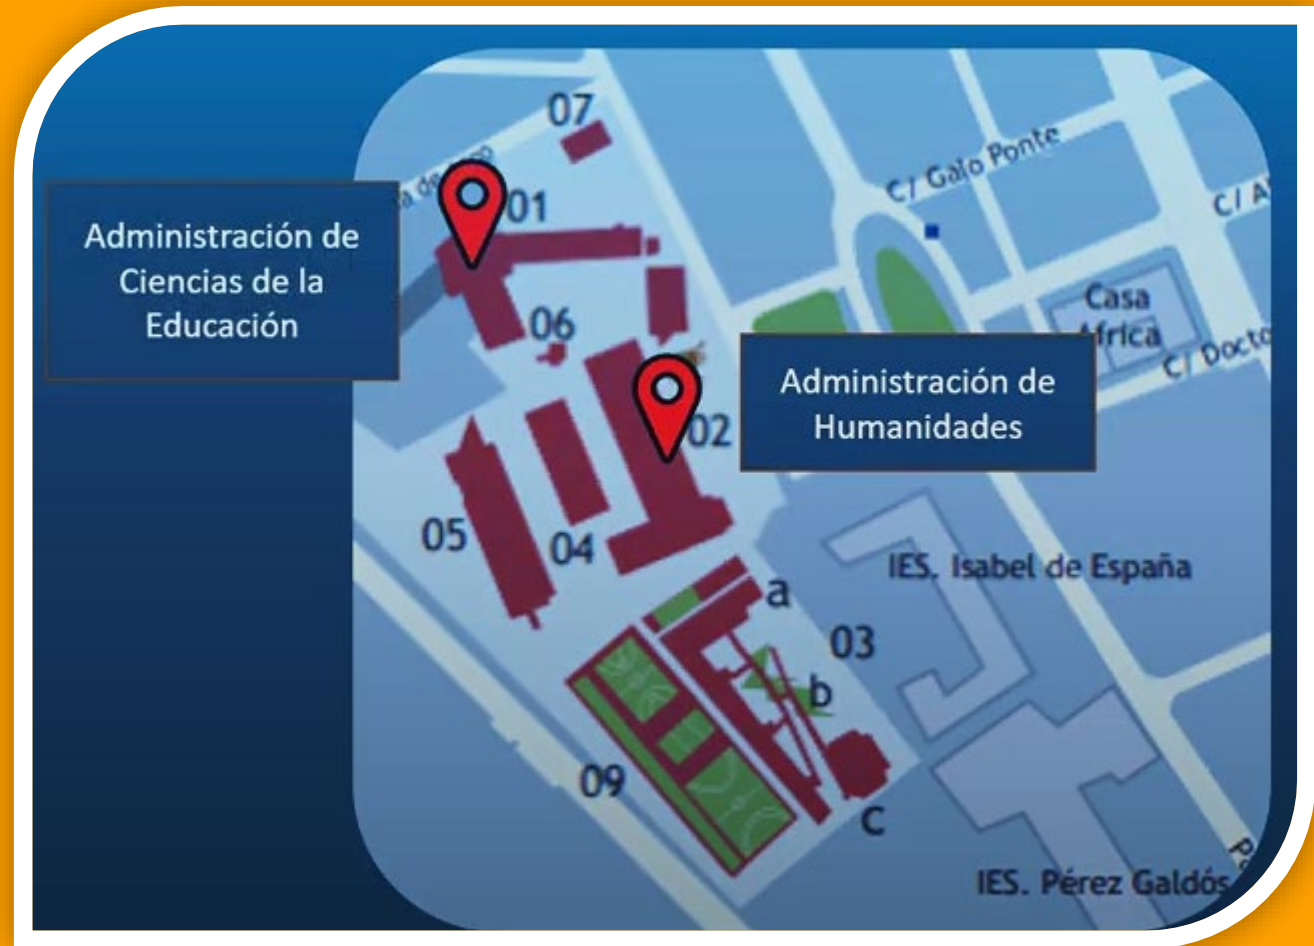 07
01
Administración de
Ciencias de la
Educación
06
02
Administración de
Humanidades
05
04
C/ Galo Ponte
Casa
C/ Docto
IES. Isabel de España
a
03
b
09
c
IES. Pérez Galdós